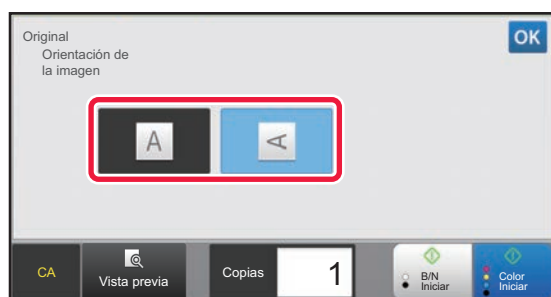 Original
Orientación de
la imagen
OK
A
A
CA
Vista previa
Copias
1
B/N
Iniciar
Color
Iniciar